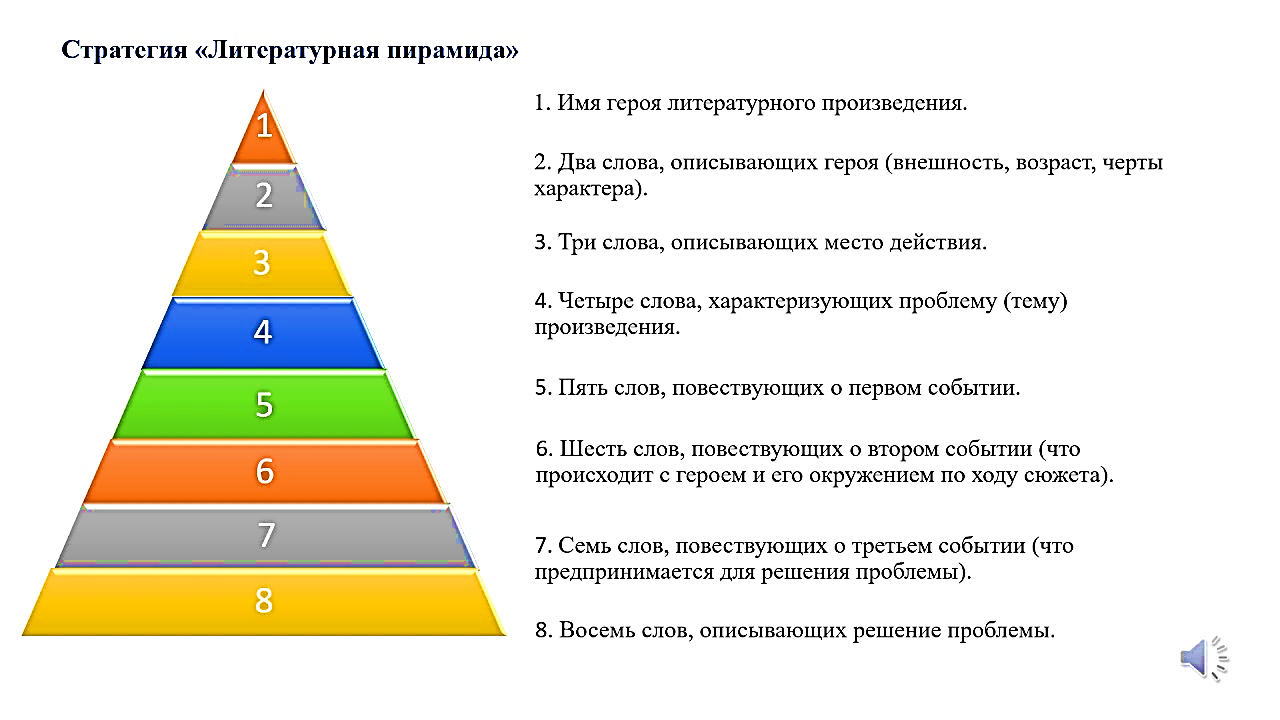 Стратегия «Литературная пирамида»
1
2
3
4
5
6
7
8
1. Имя героя литературного произведения.
2. Два слова, описывающих героя (внешность, возраст, черты
характера).
3. Три слова, описывающих место действия.
4. Четыре слова, характеризующих проблему (тему)
произведения.
5. Пять слов, повествующих о первом событии.
6. Шесть слов, повествующих о втором событии (что
происходит с героем и его окружением по ходу сюжета).
7. Семь слов, повествующих о третьем событии (что
предпринимается для решения проблемы).
8. Восемь слов, описывающих решение проблемы.